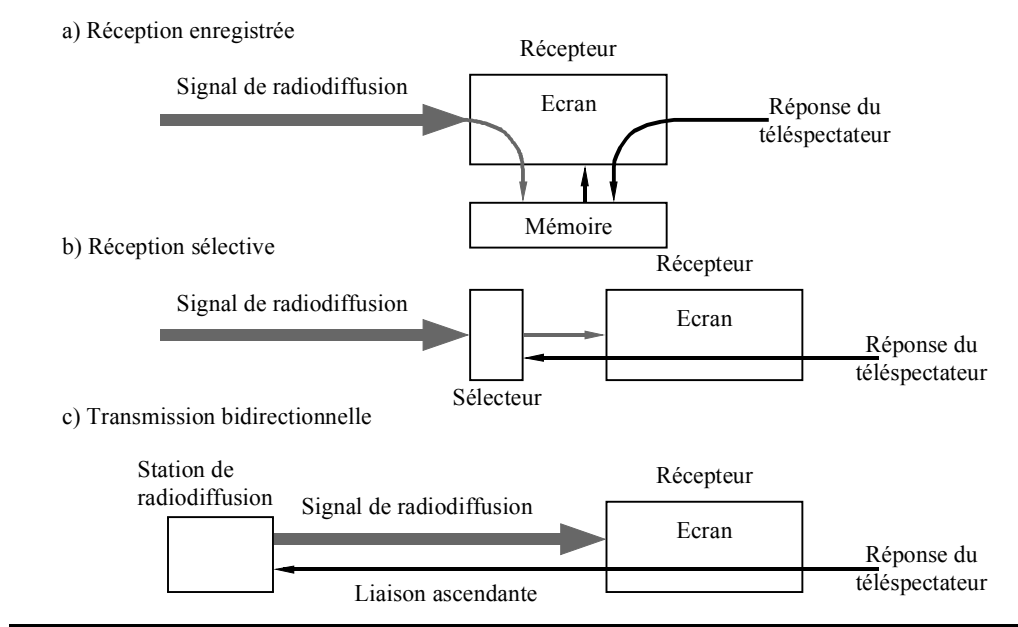 a) Réception enregistrée
Récepteur
Signal de radiodiffusion
Ecran
Réponse du
téléspectateur
Mémoire
b) Réception sélective
Récepteur
Signal de radiodiffusion
Ecran
Réponse du
téléspectateur
Sélecteur
c) Transmission bidirectionnelle
Station de
radiodiffusion
Récepteur
Signal de radiodiffusion
Ecran
Réponse du
téléspectateur
Liaison ascendante